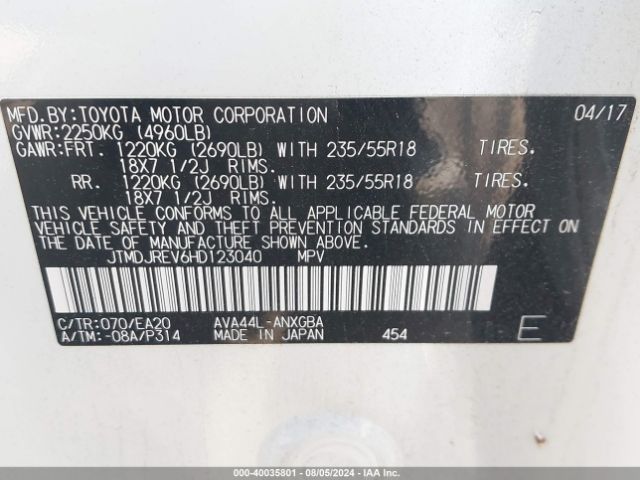 MFD.BY:TOYOTA MOTOR CORPORATION 04/17
GVWR:2250KG (4960LB)
GAWR:FRT. 1220KG (2690LB) WITH 235/55R18 TIRES.
18X7 1/2J RIMS.
RR. 1220KG (2690LB) WITH 235/55R18 TIRES.
18X7 1/2J RIMS.
THIS VEHICLE CONFORMS TO ALL APPLICABLE FEDERAL MOTOR
VEHICLE SAFETY AND THEFT PREVENTION STANDARDS IN EFFECT
ON THE DATE OF MANUFACTURE SHOWN ABOVE.
JTMDJREV6HD123040 MPV
C/TR:070/EA20 AVA44L-ANXGBA
A/TM:-08A/P314 MADE IN JAPAN 454 E
000-40035801 - 08/05/2024 - IAA Inc.